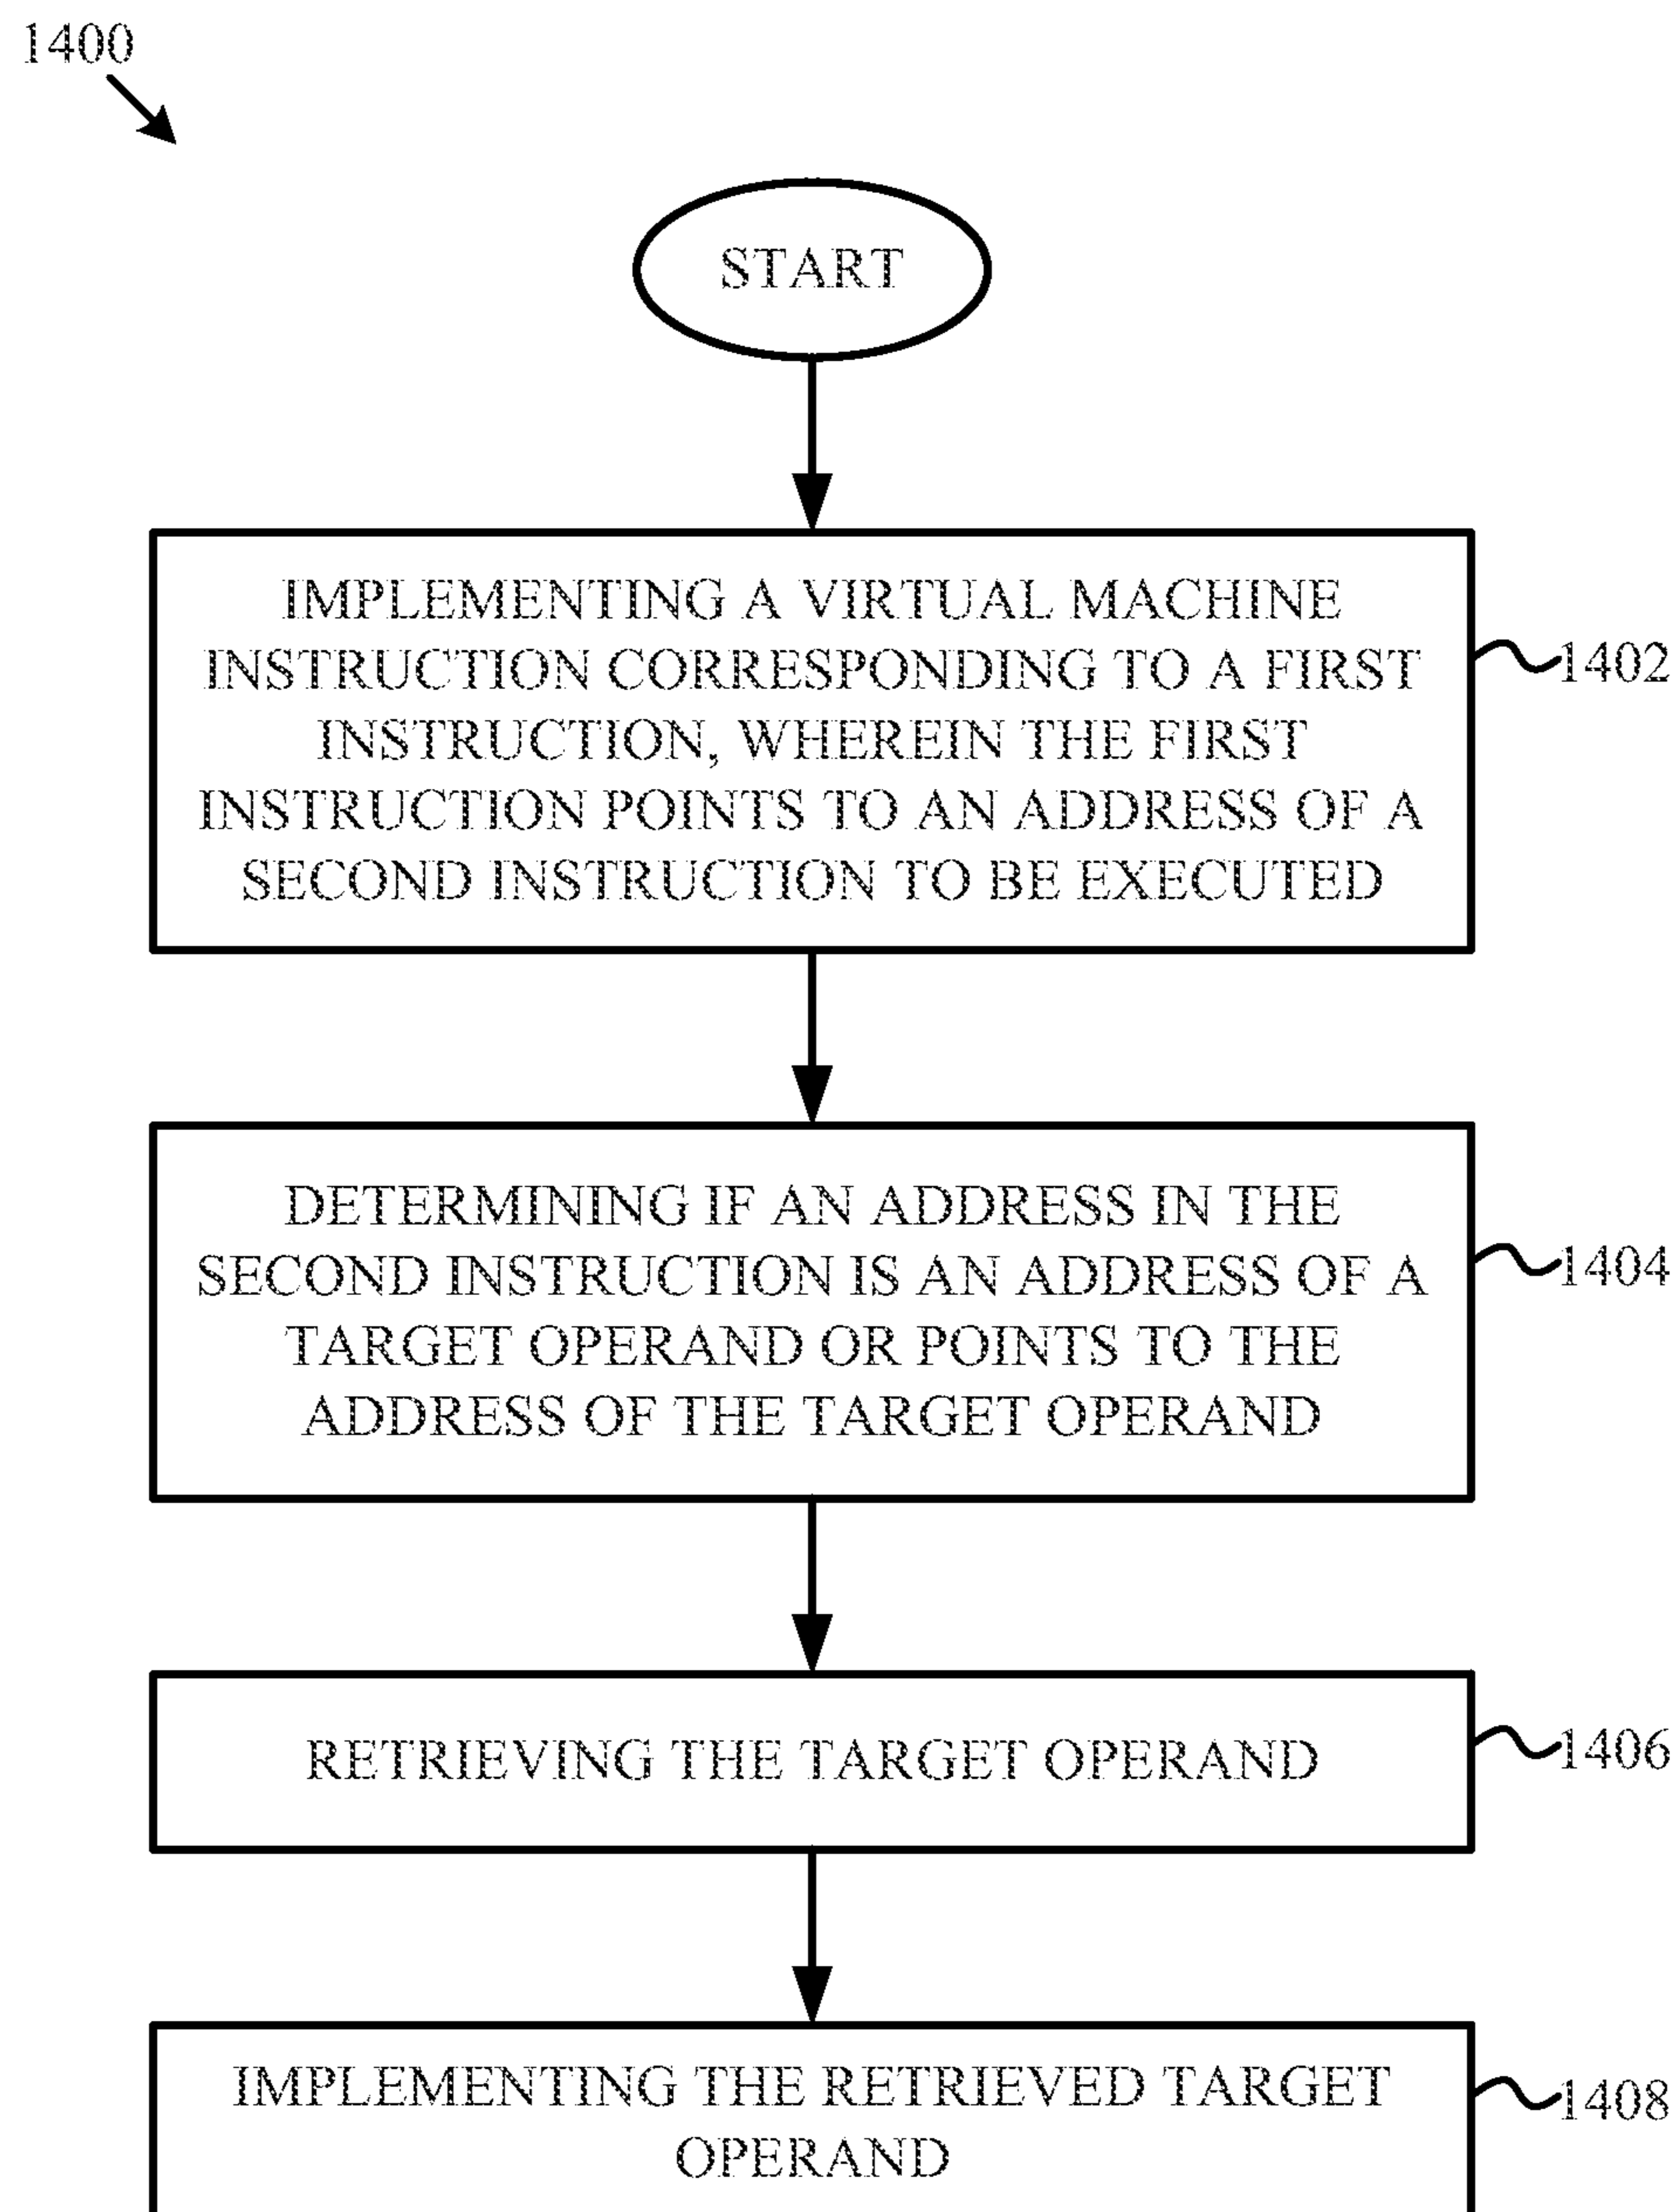 1400
START
IMPLEMENTING A VIRTUAL MACHINE
INSTRUCTION CORRESPONDING TO A FIRST
INSTRUCTION, WHEREIN THE FIRST
INSTRUCTION POINTS TO AN ADDRESS OF A
SECOND INSTRUCTION TO BE EXECUTED
1402
DETERMINING IF AN ADDRESS IN THE
SECOND INSTRUCTION IS AN ADDRESS OF A
TARGET OPERAND OR POINTS TO THE
ADDRESS OF THE TARGET OPERAND
1404
RETRIEVING THE TARGET OPERAND
1406
IMPLEMENTING THE RETRIEVED TARGET
OPERAND
1408